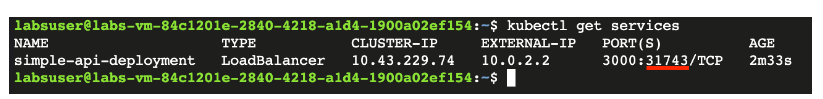 labsuser@labs-vm-84c1201e-2840-4218-a1d4-1900a02ef154:~$ kubectl get services
NAME TYPE CLUSTER-IP EXTERNAL-IP PORT(S) AGE
simple-api-deployment LoadBalancer 10.43.229.74 10.0.2.2 3000:31743/TCP 2m33s
labsuser@labs-vm-84c1201e-2840-4218-a1d4-1900a02ef154:~$